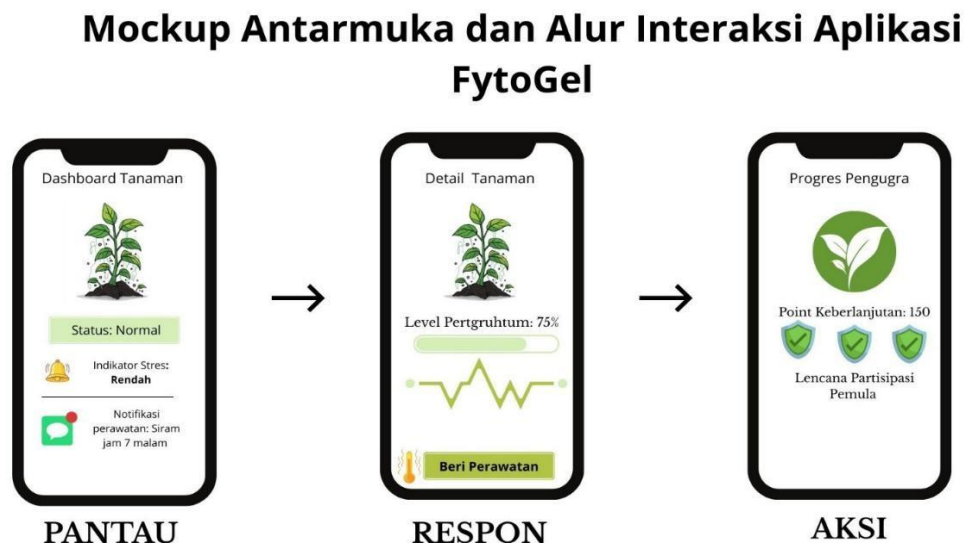 Mockup Antarmuka dan Alur Interaksi Aplikasi
FytoGel
Dashboard Tanaman
Status: Normal
Indikator Stres:
Rendah
Notifikasi
perawatan: Siram
jam 7 malam
PANTAU
Detail Tanaman
Level Pertgruhtum: 75%
Beri Perawatan
RESPON
Progres Pengugra
Point Keberlanjutan: 150
Lencana Partisipasi
Pemula
AKSI